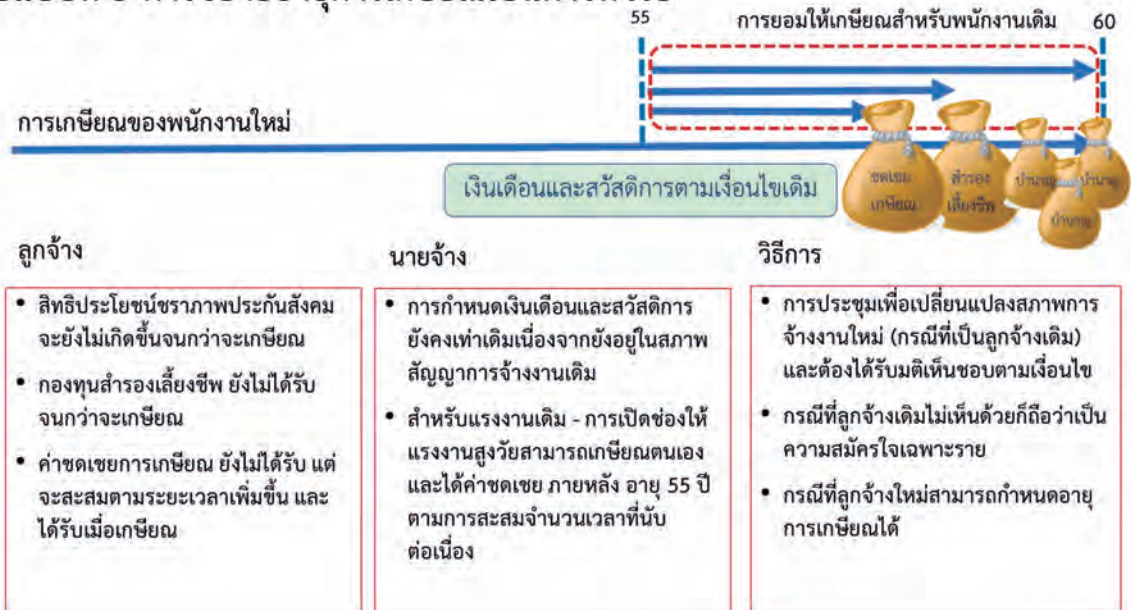 55
การยอมให้เกษียณสำหรับพนักงานเดิม
60
การเกษียณของพนักงานใหม่
เงินเดือนและสวัสดิการตามเงื่อนไขเดิม
ชดเชย
เกษียณ
สำรอง
เลี้ยงชีพ
บำนาญ
บำนาญ
บำนาญ
ลูกจ้าง
• สิทธิประโยชน์ชราภาพประกันสังคม
จะยังไม่เกิดขึ้นจนกว่าจะเกษียณ
• กองทุนสำรองเลี้ยงชีพ ยังไม่ได้รับ
จนกว่าจะเกษียณ
• ค่าชดเชยการเกษียณ ยังไม่ได้รับ แต่
จะสะสมตามระยะเวลาเพิ่มขึ้น และ
ได้รับเมื่อเกษียณ
นายจ้าง
• การกำหนดเงินเดือนและสวัสดิการ
ยังคงเท่าเดิมเนื่องจากยังอยู่ในสภาพ
สัญญาการจ้างงานเดิม
• สำหรับแรงงานเดิม - การเปิดช่องให้
แรงงานสูงวัยสามารถเกษียณตนเอง
และได้ค่าชดเชย ภายหลัง อายุ 55 ปี
ตามการสะสมจำนวนเวลาที่นับ
ต่อเนื่อง
วิธีการ
• การประชุมเพื่อเปลี่ยนแปลงสภาพการ
จ้างงานใหม่ (กรณีที่เป็นลูกจ้างเดิม)
และต้องได้รับมติเห็นชอบตามเงื่อนไข
• กรณีที่ลูกจ้างเดิมไม่เห็นด้วยก็ถือว่าเป็น
ความสมัครใจเฉพาะราย
• กรณีที่ลูกจ้างใหม่สามารถกำหนดอายุ
การเกษียณได้